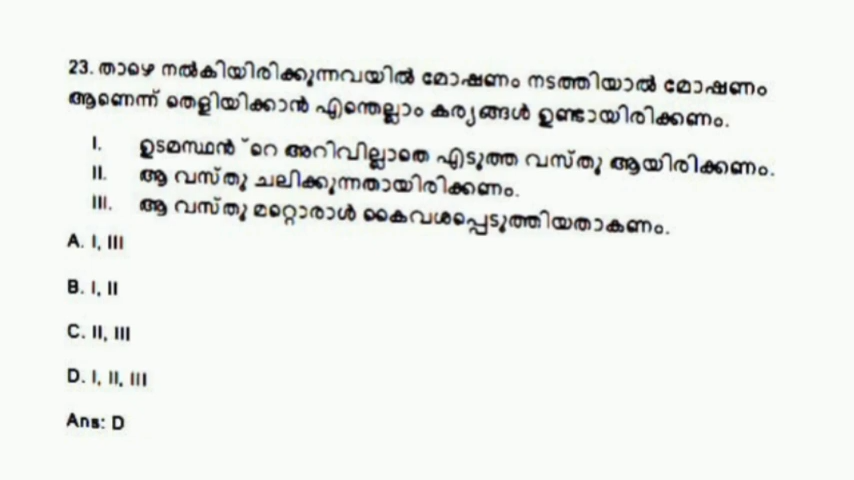 23. താഴെ നൽകിയിരിക്കുന്നവയിൽ മോഷണം നടത്തിയാൽ മോഷണം
ആണെന്ന് തെളിയിക്കാൻ എന്തെല്ലാം കര്യങ്ങൾ ഉണ്ടായിരിക്കണം.
I. ഉടമസ്ഥൻ ്റെ അറിവില്ലാതെ എടുത്ത വസ്തു ആയിരിക്കണം.
II. ആ വസ്തു ചലിക്കുന്നതായിരിക്കണം.
III. ആ വസ്തു മറ്റൊരാൾ കൈവശപ്പെടുത്തിയതാകണം.
A. I, III
B. I, II
C. II, III
D. I, II, III
Ans: D